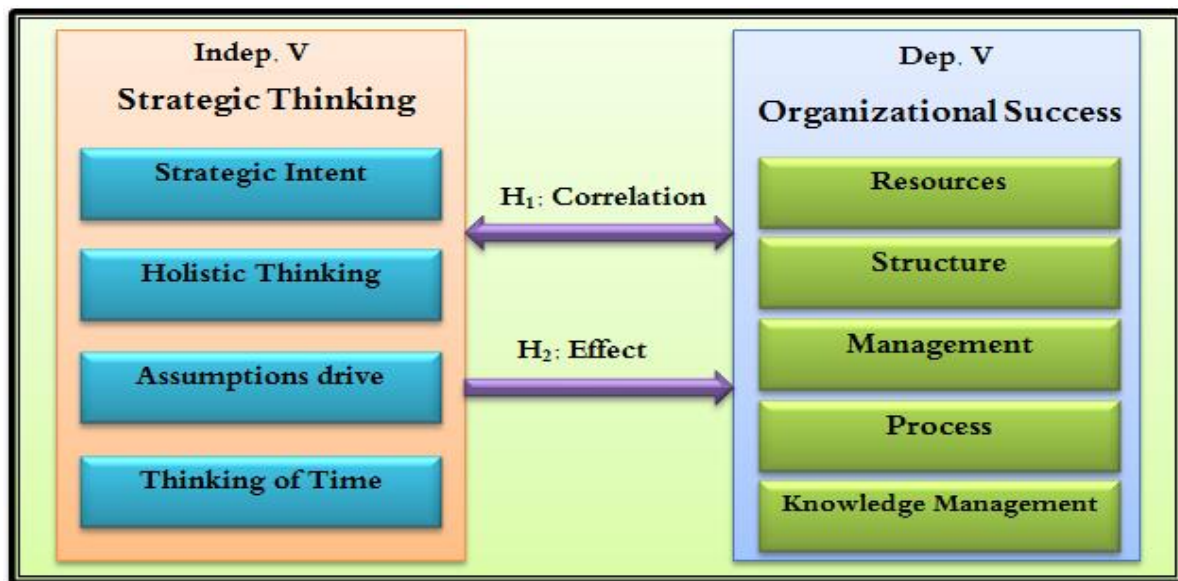 Indep. V
Strategic Thinking
Strategic Intent
Holistic Thinking
Assumptions drive
Thinking of Time
H₁: Correlation
H₂: Effect
Dep. V
Organizational Success
Resources
Structure
Management
Process
Knowledge Management